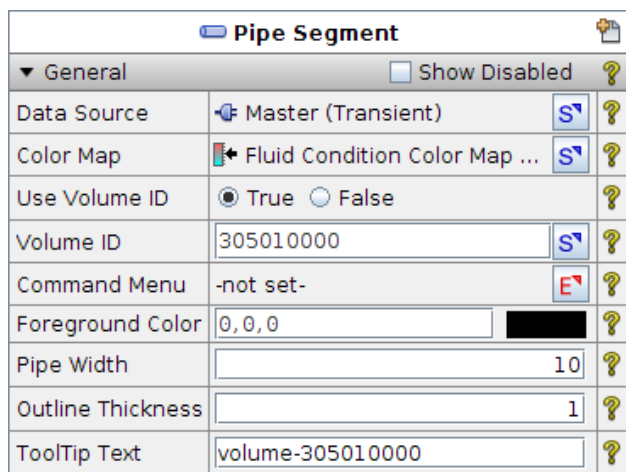 Pipe Segment
General Show Disabled ?
Data Source Master (Transient) S ?
Color Map Fluid Condition Color Map ... S ?
Use Volume ID True False ?
Volume ID 305010000 S ?
Command Menu -not set- E ?
Foreground Color 0,0,0 ?
Pipe Width 10 ?
Outline Thickness 1 ?
ToolTip Text volume-305010000 ?